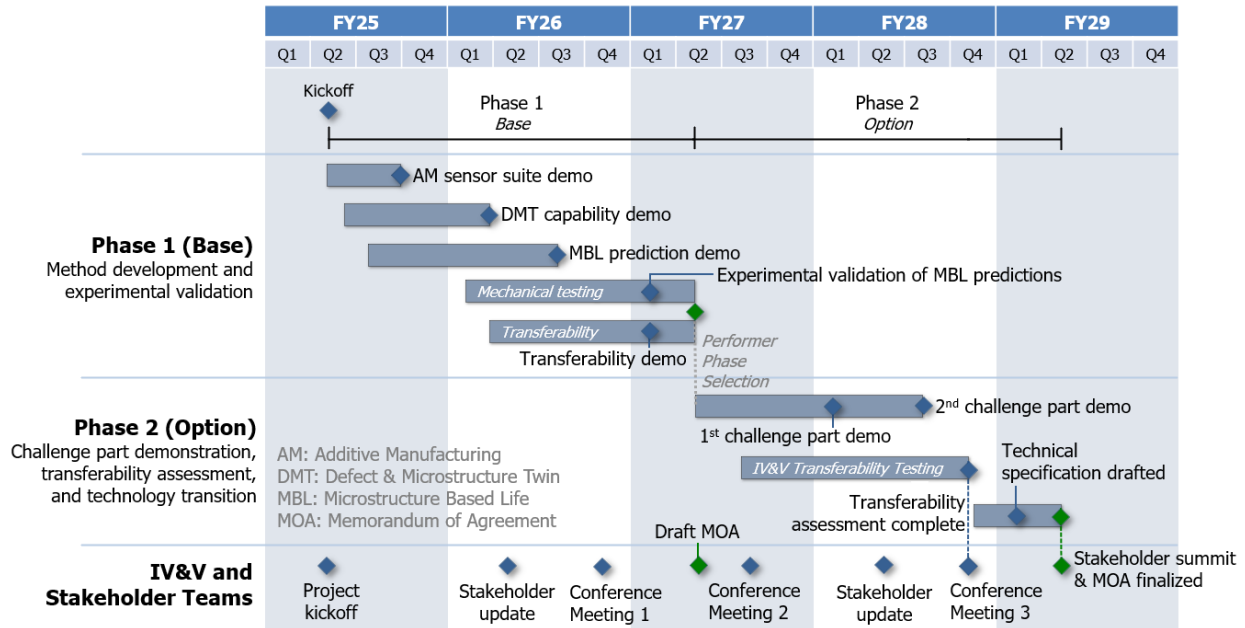 FY25 FY26 FY27 FY28 FY29
Q1 Q2 Q3 Q4 Q1 Q2 Q3 Q4 Q1 Q2 Q3 Q4 Q1 Q2 Q3 Q4 Q1 Q2 Q3 Q4
Kickoff
Phase 1
Base
Phase 2
Option
Phase 1 (Base)
Method development and
experimental validation
AM sensor suite demo
DMT capability demo
MBL prediction demo
Experimental validation of MBL predictions
Mechanical testing
Transferability
Transferability demo
Performer
Phase
Selection
Phase 2 (Option)
Challenge part demonstration,
transferability assessment,
and technology transition
AM: Additive Manufacturing
DMT: Defect & Microstructure Twin
MBL: Microstructure Based Life
MOA: Memorandum of Agreement
2nd challenge part demo
1st challenge part demo
IV&V Transferability Testing
Technical
specification drafted
Transferability
assessment complete
IV&V and
Stakeholder Teams
Project
kickoff
Stakeholder
update
Conference
Meeting 1
Draft MOA
Conference
Meeting 2
Stakeholder
update
Conference
Meeting 3
Stakeholder summit
& MOA finalized